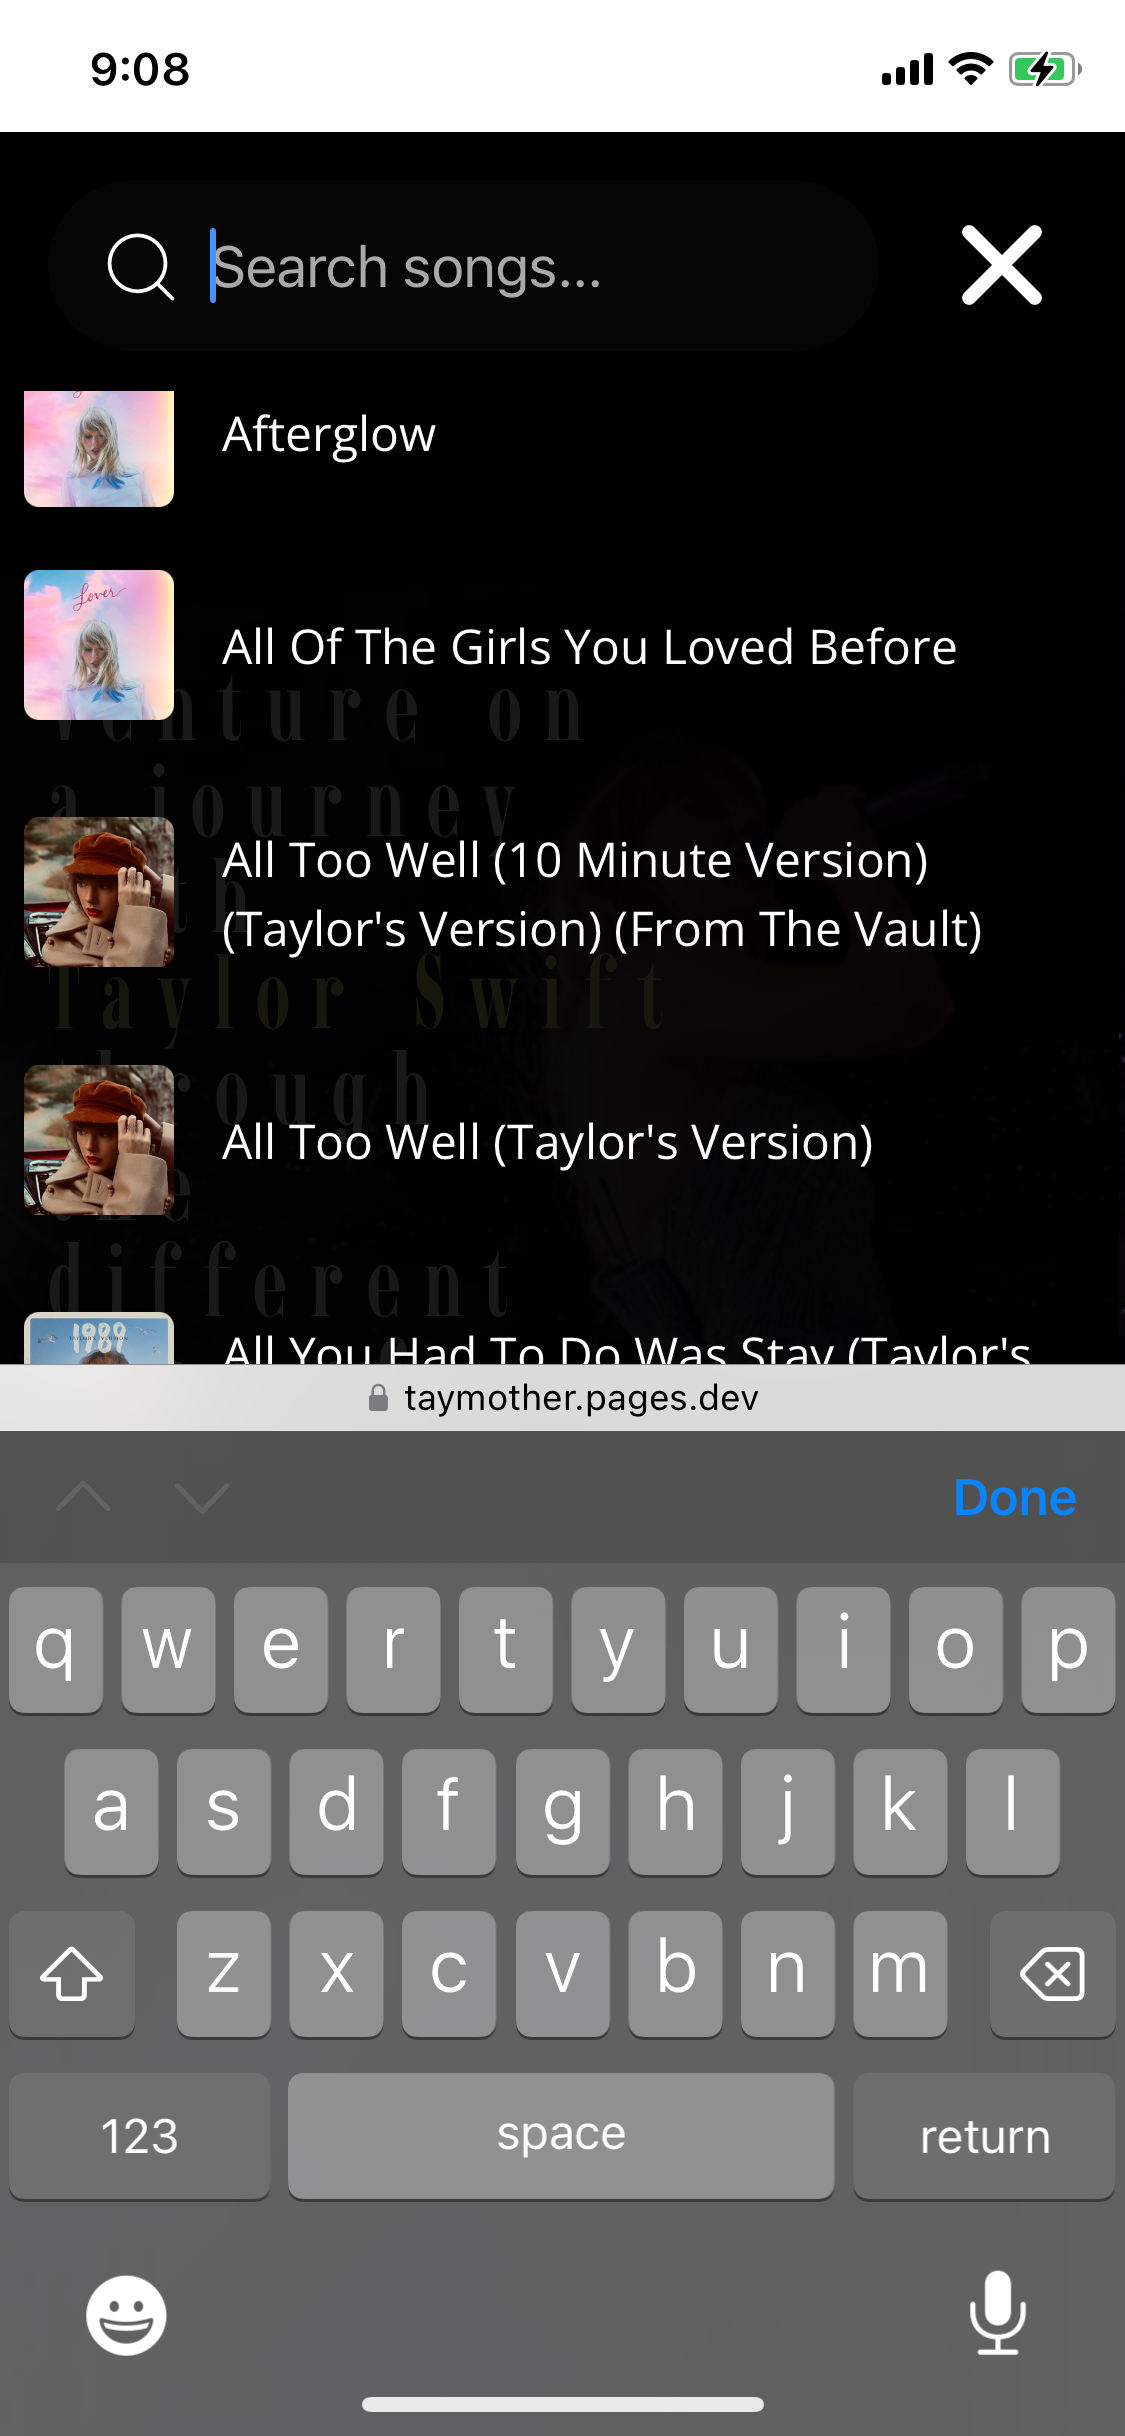 9:08
Search songs...
Afterglow
Lover
All Of The Girls You Loved Before
venture on
a journey
All Too Well (10 Minute Version)
(Taylor's Version) (From The Vault)
Taylor Swift
through
All Too Well (Taylor's Version)
the
different
1989
TAYLOR'S VERSION
All You Had To Do Was Stay (Taylor's
taymother.pages.dev
Done
q w e r t y u i o p
a s d f g h j k l
z x c v b n m
123 space return